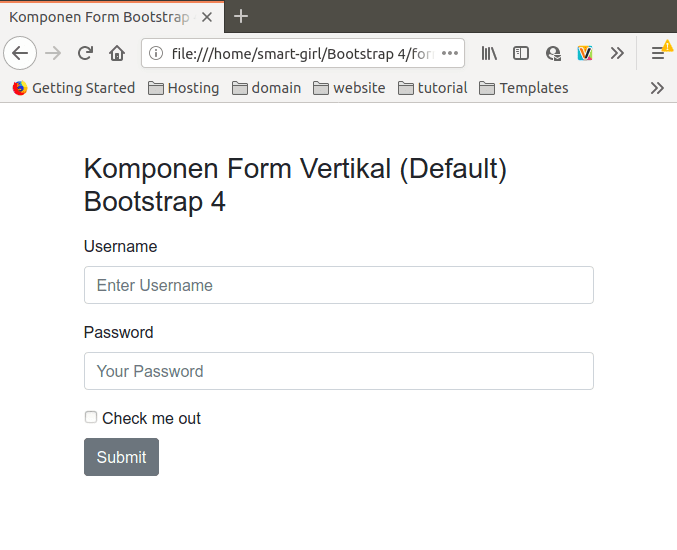 Komponen Form Bootstrap
file:///home/smart-girl/Bootstrap 4/for
Getting Started Hosting domain website tutorial Templates
Komponen Form Vertikal (Default)
Bootstrap 4
Username
Enter Username
Password
Your Password
Check me out
Submit